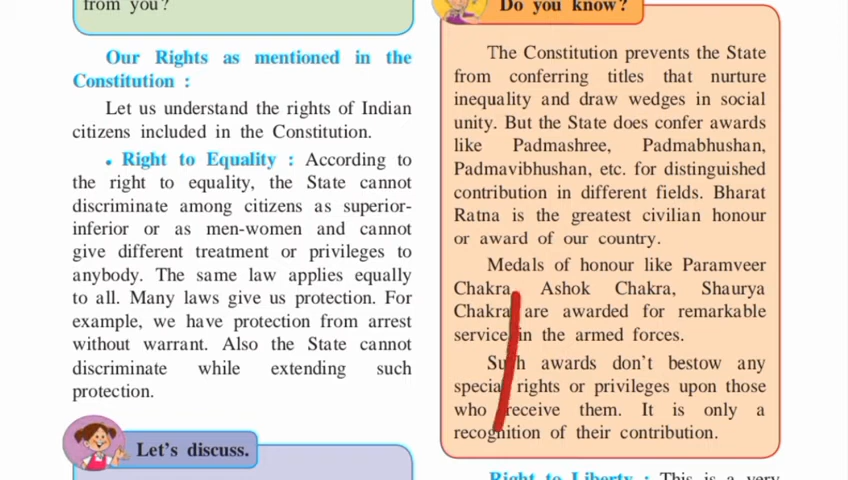 from you?
Our Rights as mentioned in the
Constitution :
Let us understand the rights of Indian
citizens included in the Constitution.
• Right to Equality : According to
the right to equality, the State cannot
discriminate among citizens as superior-
inferior or as men-women and cannot
give different treatment or privileges to
anybody. The same law applies equally
to all. Many laws give us protection. For
example, we have protection from arrest
without warrant. Also the State cannot
discriminate while extending such
protection.
Let's discuss.
Do you know?
The Constitution prevents the State
from conferring titles that nurture
inequality and draw wedges in social
unity. But the State does confer awards
like Padmashree, Padmabhushan,
Padmavibhushan, etc. for distinguished
contribution in different fields. Bharat
Ratna is the greatest civilian honour
or award of our country.
Medals of honour like Paramveer
Chakra, Ashok Chakra, Shaurya
Chakra are awarded for remarkable
service in the armed forces.
Such awards don't bestow any
special rights or privileges upon those
who receive them. It is only a
recognition of their contribution.
Right to Liberty : This is a very